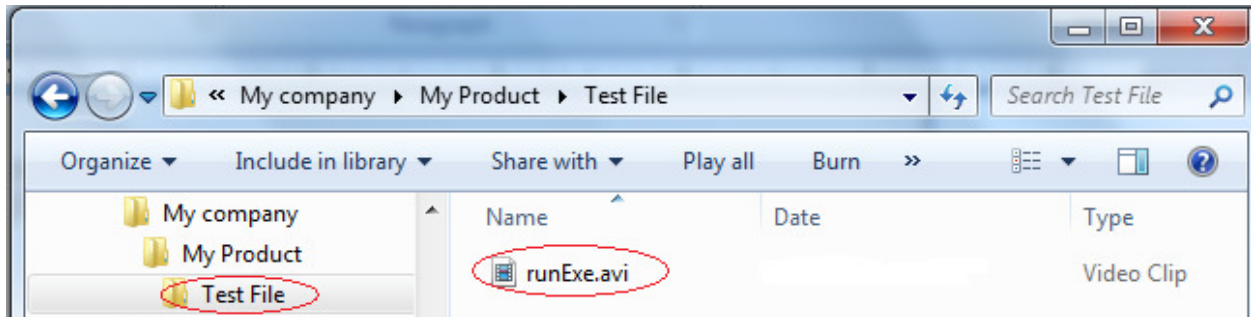 « My company ▸ My Product ▸ Test File Search Test File
Organize Include in library Share with Play all Burn »
My company Name Date Type
My Product
runExe.avi Video Clip
Test File